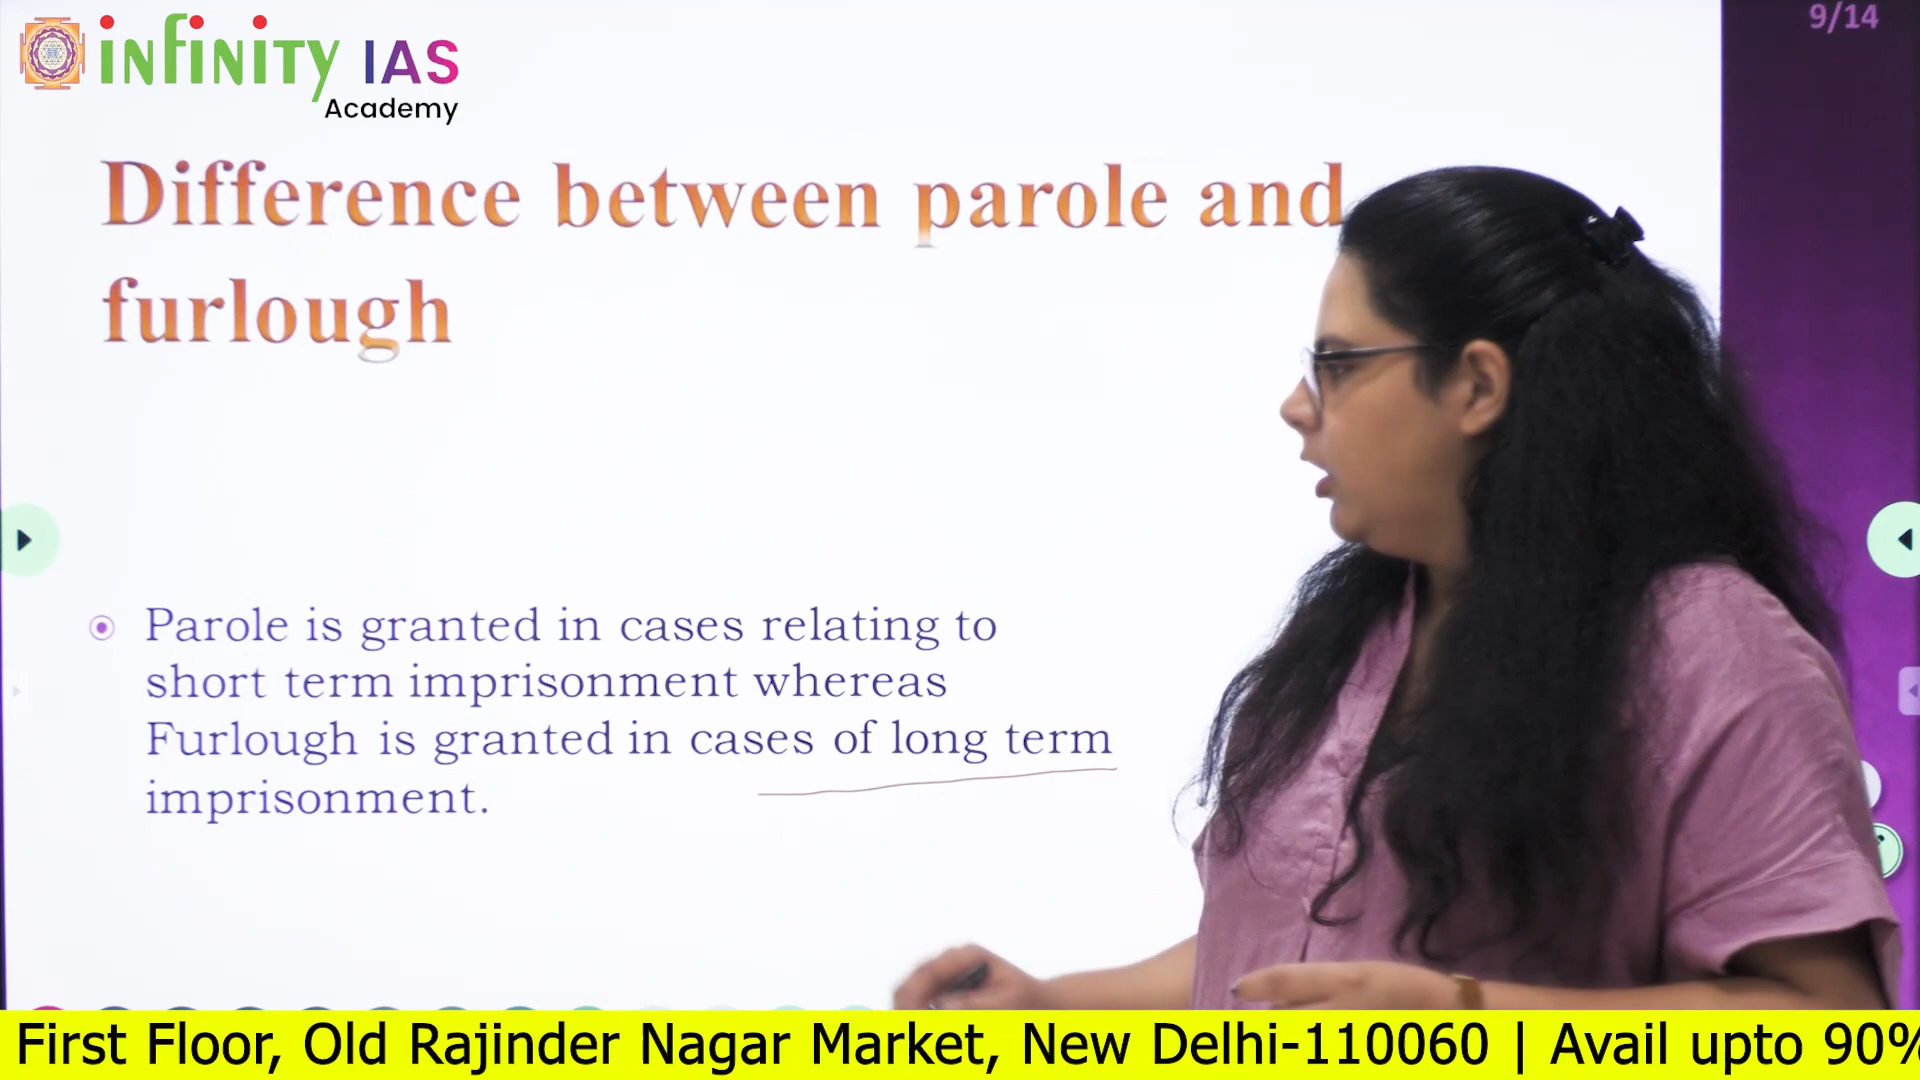 9/14
iNFiNiTY IAS
Academy
Difference between parole and
furlough
Parole is granted in cases relating to
short term imprisonment whereas
Furlough is granted in cases of long term
imprisonment.
First Floor, Old Rajinder Nagar Market, New Delhi-110060 | Avail upto 90%